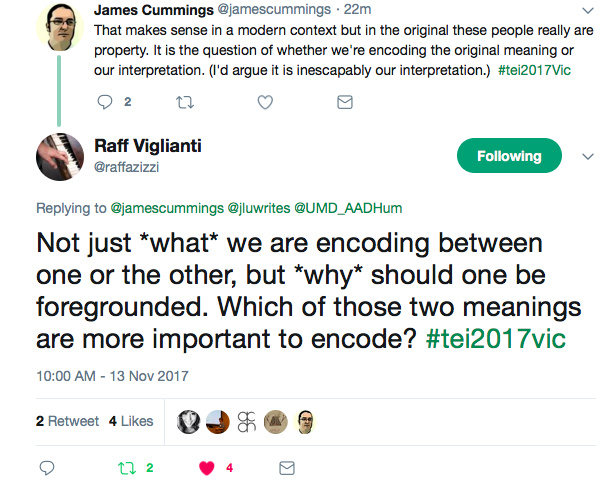 James Cummings @jamescummings · 22m
That makes sense in a modern context but in the original these people really are
property. It is the question of whether we're encoding the original meaning or
our interpretation. (I'd argue it is inescapably our interpretation.) #tei2017Vic
2
Raff Viglianti
@raffazizzi
Following
Replying to @jamescummings @jluwrites @UMD_AADHum
Not just *what* we are encoding between
one or the other, but *why* should one be
foregrounded. Which of those two meanings
are more important to encode? #tei2017vic
10:00 AM - 13 Nov 2017
2 Retweet 4 Likes
2 4